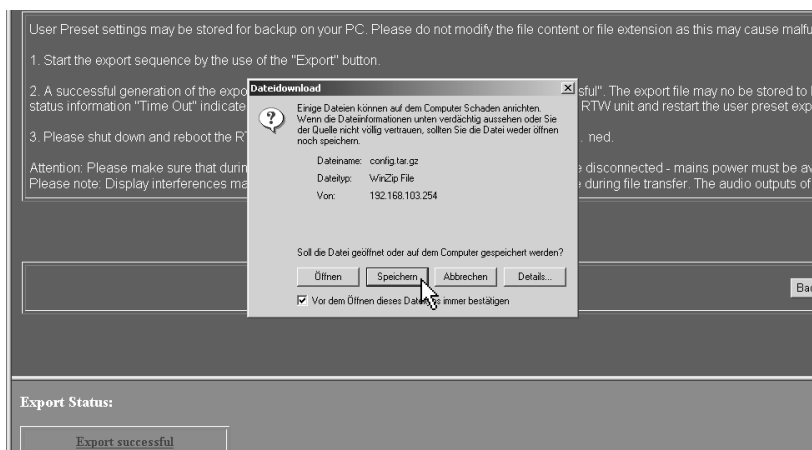 User Preset settings may be stored for backup on your PC. Please do not modify the file content or file extension as this may cause malfu
1. Start the export sequence by the use of the "Export" button.
2. A successful generation of the expo
sful". The export file may no be stored to
status information "Time Out" indicate
RTW unit and restart the user preset exp
3. Please shut down and reboot the R
ned.
Attention: Please make sure that durin
disconnected - mains power must be av
Please note: Display interferences ma
during file transfer. The audio outputs of
Dateidownload
Einige Dateien können auf dem Computer Schaden anrichten.
Wenn die Dateiinformationen unten verdächtig aussehen oder Sie
der Quelle nicht völlig vertrauen, sollten Sie die Datei weder öffnen
noch speichern.
Dateiname: config.tar.gz
Dateityp: WinZip File
Von: 192.168.103.254
Soll die Datei geöffnet oder auf dem Computer gespeichert werden?
Öffnen Speichern Abbrechen Details...
Vor dem Öffnen dieses immer bestätigen
Bac
Export Status:
Export successful